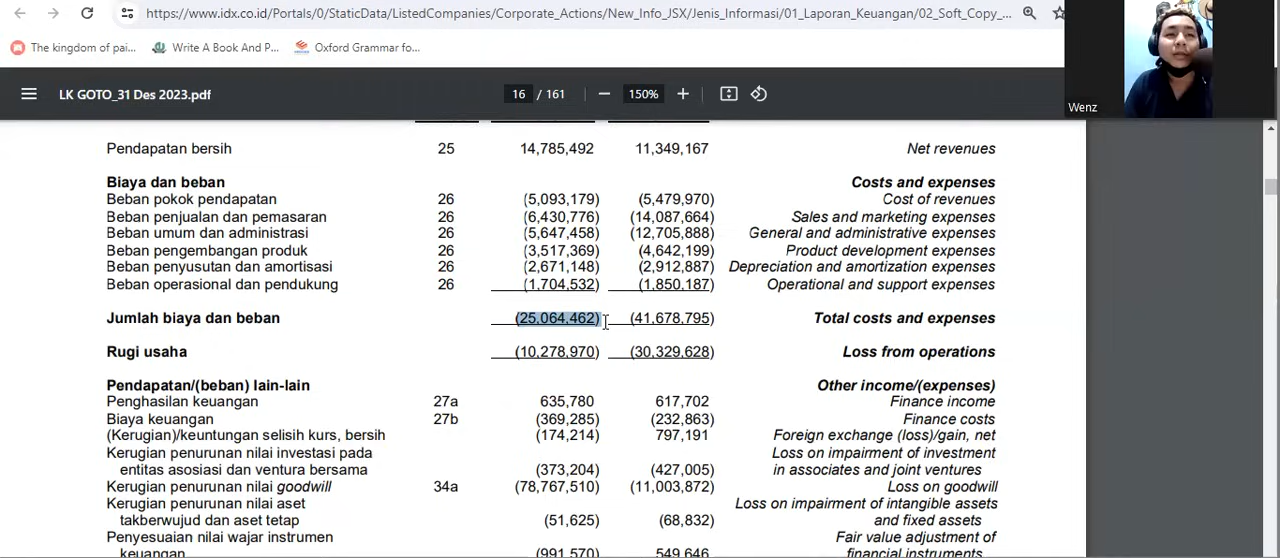 https://www.idx.co.id/Portals/0/StaticData/ListedCompanies/Corporate_Actions/New_Info_JSX/Jenis_Informasi/01_Laporan_Keuangan/02_Soft_Copy_...
The kingdom of pai... Write A Book And P... Oxford Grammar fo...
Wenz
LK GOTO_31 Des 2023.pdf 16 / 161 150%
Pendapatan bersih 25 14,785,492 11,349,167 Net revenues
Biaya dan beban Costs and expenses
Beban pokok pendapatan 26 (5,093,179) (5,479,970) Cost of revenues
Beban penjualan dan pemasaran 26 (6,430,776) (14,087,664) Sales and marketing expenses
Beban umum dan administrasi 26 (5,647,458) (12,705,888) General and administrative expenses
Beban pengembangan produk 26 (3,517,369) (4,642,199) Product development expenses
Beban penyusutan dan amortisasi 26 (2,671,148) (2,912,887) Depreciation and amortization expenses
Beban operasional dan pendukung 26 (1,704,532) (1,850,187) Operational and support expenses
Jumlah biaya dan beban (25,064,462) (41,678,795) Total costs and expenses
Rugi usaha (10,278,970) (30,329,628) Loss from operations
Pendapatan/(beban) lain-lain Other income/(expenses)
Penghasilan keuangan 27a 635,780 617,702 Finance income
Biaya keuangan 27b (369,285) (232,863) Finance costs
(Kerugian)/keuntungan selisih kurs, bersih (174,214) 797,191 Foreign exchange (loss)/gain, net
Kerugian penurunan nilai investasi pada Loss on impairment of investment
entitas asosiasi dan ventura bersama (373,204) (427,005) in associates and joint ventures
Kerugian penurunan nilai goodwill 34a (78,767,510) (11,003,872) Loss on goodwill
Kerugian penurunan nilai aset Loss on impairment of intangible assets
takberwujud dan aset tetap (51,625) (68,832) and fixed assets
Penyesuaian nilai wajar instrumen Fair value adjustment of
keuangan (991,570) 549,646 financial instruments